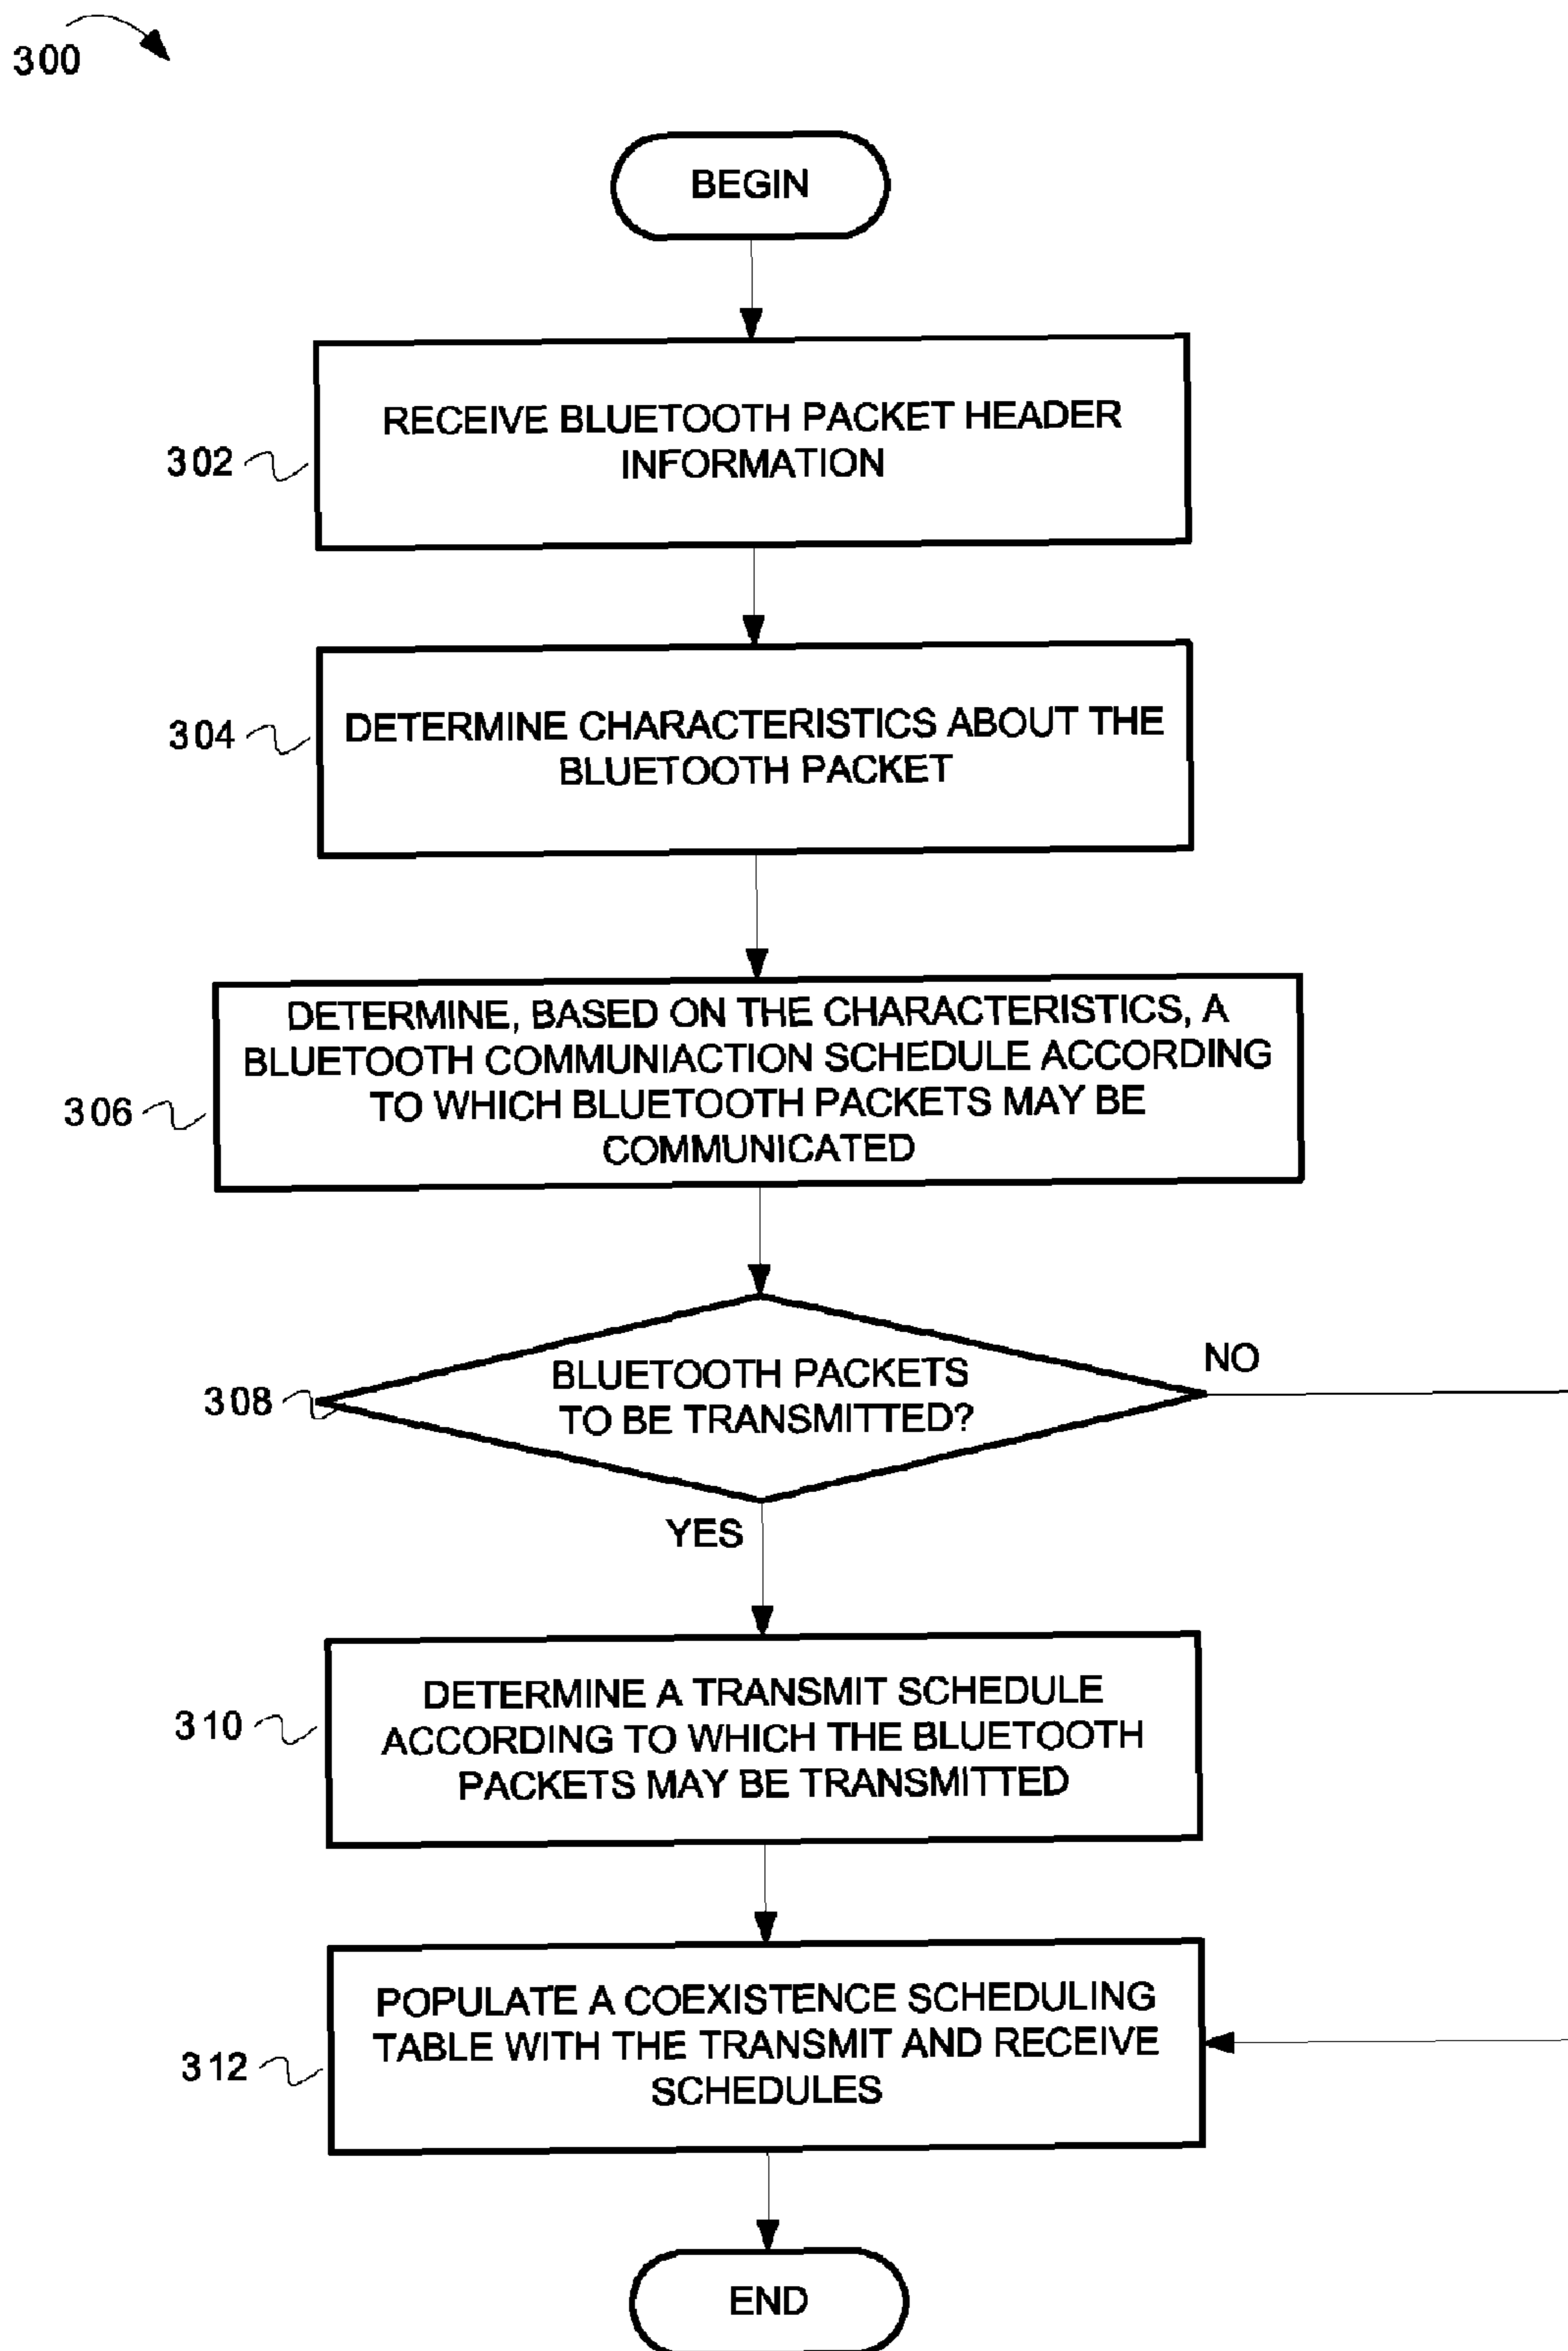 300
BEGIN
RECEIVE BLUETOOTH PACKET HEADER
INFORMATION
302
DETERMINE CHARACTERISTICS ABOUT THE
BLUETOOTH PACKET
304
DETERMINE, BASED ON THE CHARACTERISTICS, A
BLUETOOTH COMMUNIACTION SCHEDULE ACCORDING
TO WHICH BLUETOOTH PACKETS MAY BE
COMMUNICATED
306
BLUETOOTH PACKETS
TO BE TRANSMITTED?
308
NO
YES
DETERMINE A TRANSMIT SCHEDULE
ACCORDING TO WHICH THE BLUETOOTH
PACKETS MAY BE TRANSMITTED
310
POPULATE A COEXISTENCE SCHEDULING
TABLE WITH THE TRANSMIT AND RECEIVE
SCHEDULES
312
END